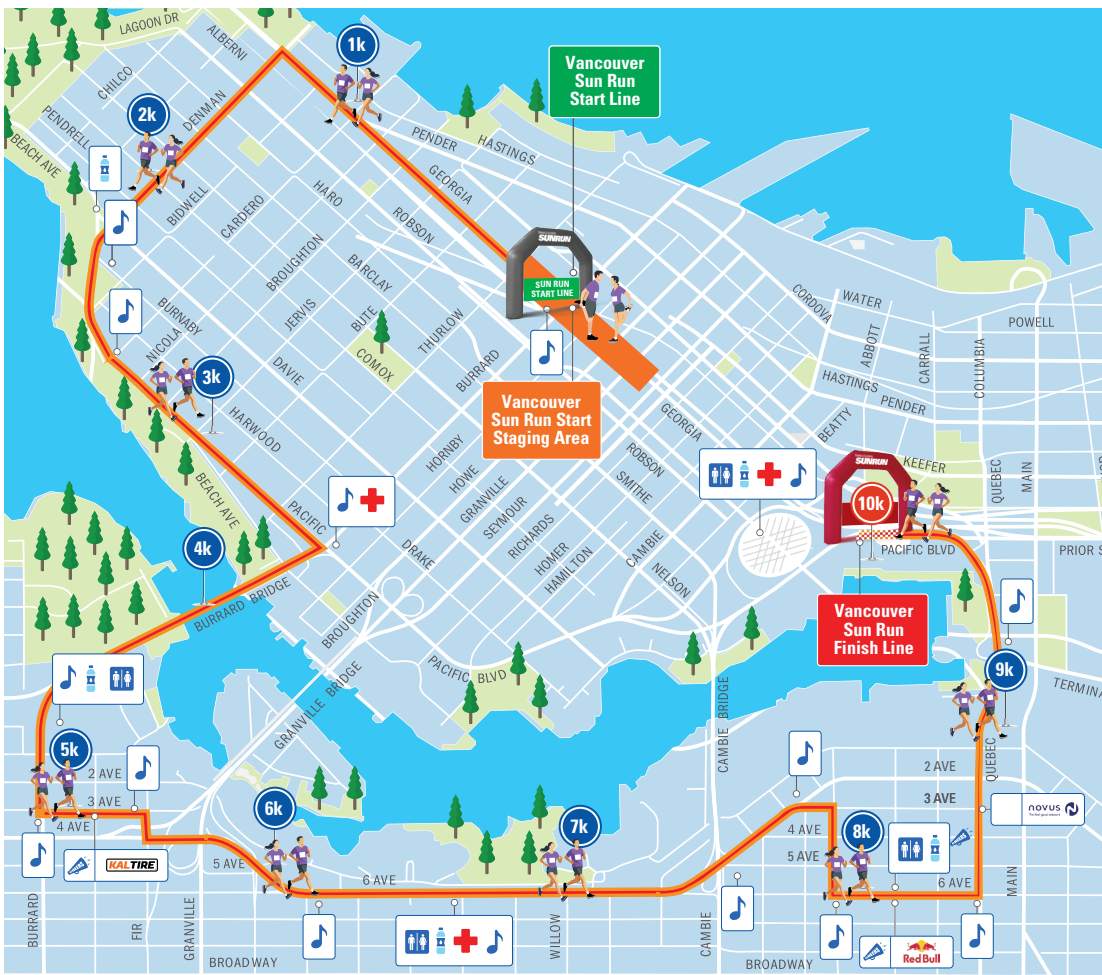 LAGOON DR
ALBERNI
1k
CHILCO
Vancouver
Sun Run
Start Line
2k
DENMAN
PENDRELL
BEACH AVE
PENDER
HASTINGS
GEORGIA
BIDWELL
CARDERO
HARO
ROBSON
SUNRUN
SUN RUN
START LINE
BROUGHTON
BARCLAY
JERVIS
BUTE
THURLOW
BURNABY
NICOLA
COMOX
BURRARD
DAVIE
CORDOVA
WATER
ABBOTT
CARRALL
COLUMBIA
POWELL
3k
HARWOOD
Vancouver
Sun Run Start
Staging Area
HASTINGS
PENDER
GEORGIA
BEATTY
HORNBY
HOWE
GRANVILLE
SEYMOUR
RICHARDS
HOMER
HAMILTON
ROBSON
SMITHE
CAMBIE
NELSON
SUNRUN
KEEFER
QUEBEC
MAIN
10k
PACIFIC BLVD
PRIOR S
BEACH AVE
PACIFIC
DRAKE
4k
BURRARD BRIDGE
BROUGHTON
Vancouver
Sun Run
Finish Line
PACIFIC BLVD
GRANVILLE BRIDGE
CAMBIE BRIDGE
9k
TERMINA
QUEBEC
5k
2 AVE
3 AVE
4 AVE
KALTIRE
2 AVE
3 AVE
novus
6k
7k
4 AVE
5 AVE
8k
5 AVE
6 AVE
6 AVE
MAIN
BURRARD
FIR
GRANVILLE
BROADWAY
WILLOW
CAMBIE
BROADWAY
Red Bull